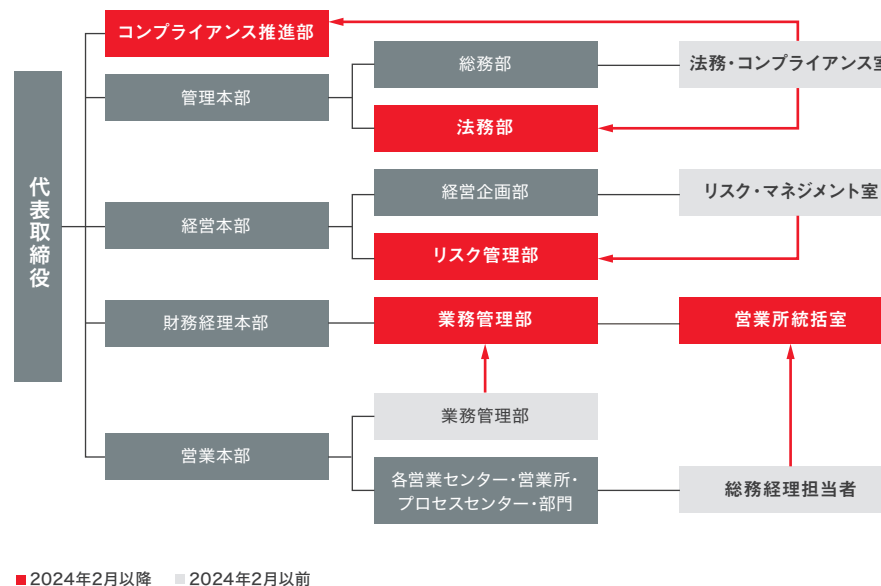 コンプライアンス推進部
総務部
法務・コンプライアンス室
管理本部
法務部
代表取締役
経営企画部
リスク・マネジメント室
経営本部
リスク管理部
財務経理本部
業務管理部
営業所統括室
業務管理部
営業本部
各営業センター・営業所・
プロセスセンター・部門
総務経理担当者
2024年2月以降
2024年2月以前